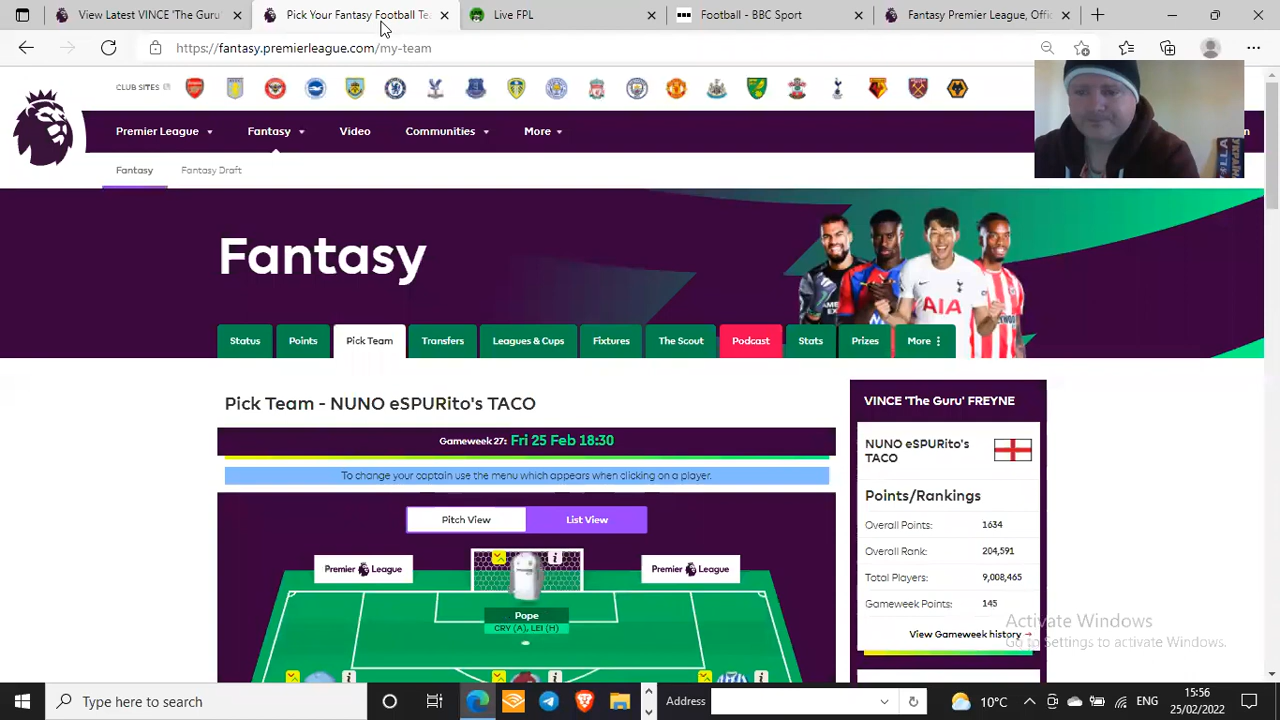 View VINCE 'The Guru'
Pick Your Fantasy Football Te
Live FPL
Football - BBC Sport
Premier League, Offic
https://fantasy.premierleague.com/my-team
CLUB SITES
Premier League
Fantasy
Video
Communities
More
Fantasy
Fantasy Draft
УКРАЇНА
Fantasy
AIA
Status
Points
Pick Team
Transfers
Leagues & Cups
Fixtures
The Scout
Podcast
Stats
Prizes
More
Pick Team - NUNO eSPURito's TACO
Gameweek 27: Fri 25 Feb 18:30
To change your captain use the menu which appears when clicking on a player.
Pitch View
List View
Premier League
Premier League
Pope
CRY (A), LEI (H)
VINCE 'The Guru' FREYNE
NUNO eSPURito's
TACO
Points/Rankings
Overall Points: 1634
Overall Rank: 204,591
Total Players: 9,008,465
Gameweek Points: 145
View Gameweek history →
Activate Windows
Go to Settings to activate Windows.
Type here to search
Address
10°C
ENG
15:56
25/02/2022